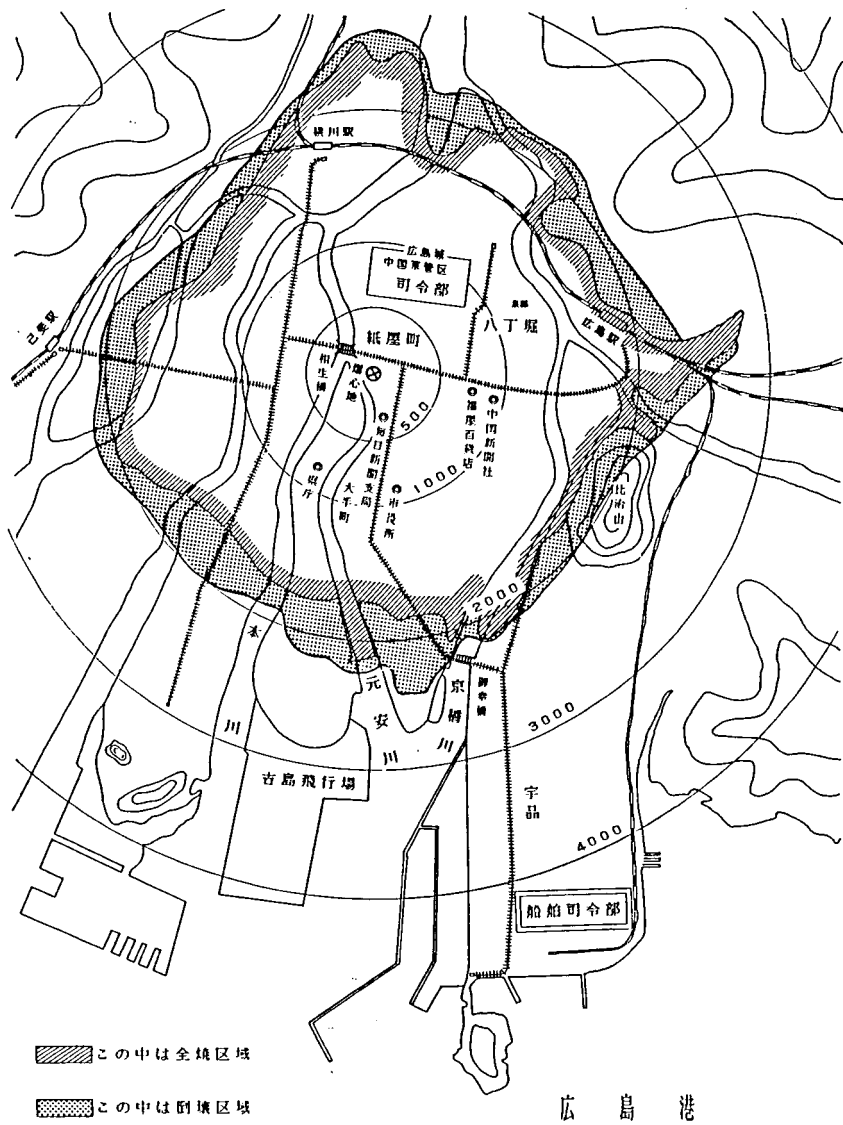 横川駅
広島城
中国軍管区
司令部
泉邸
八丁堀
広島駅
己斐駅
紙屋町
相生橋
爆心地
500
1000
2000
3000
4000
毎日新聞支局
大手町
県庁
市役所
福屋百貨店
中国新聞社
比治山
本川
元安川
京橋川
御幸橋
吉島飛行場
宇品
船舶司令部
この中は全焼区域
この中は倒壊区域
広島港